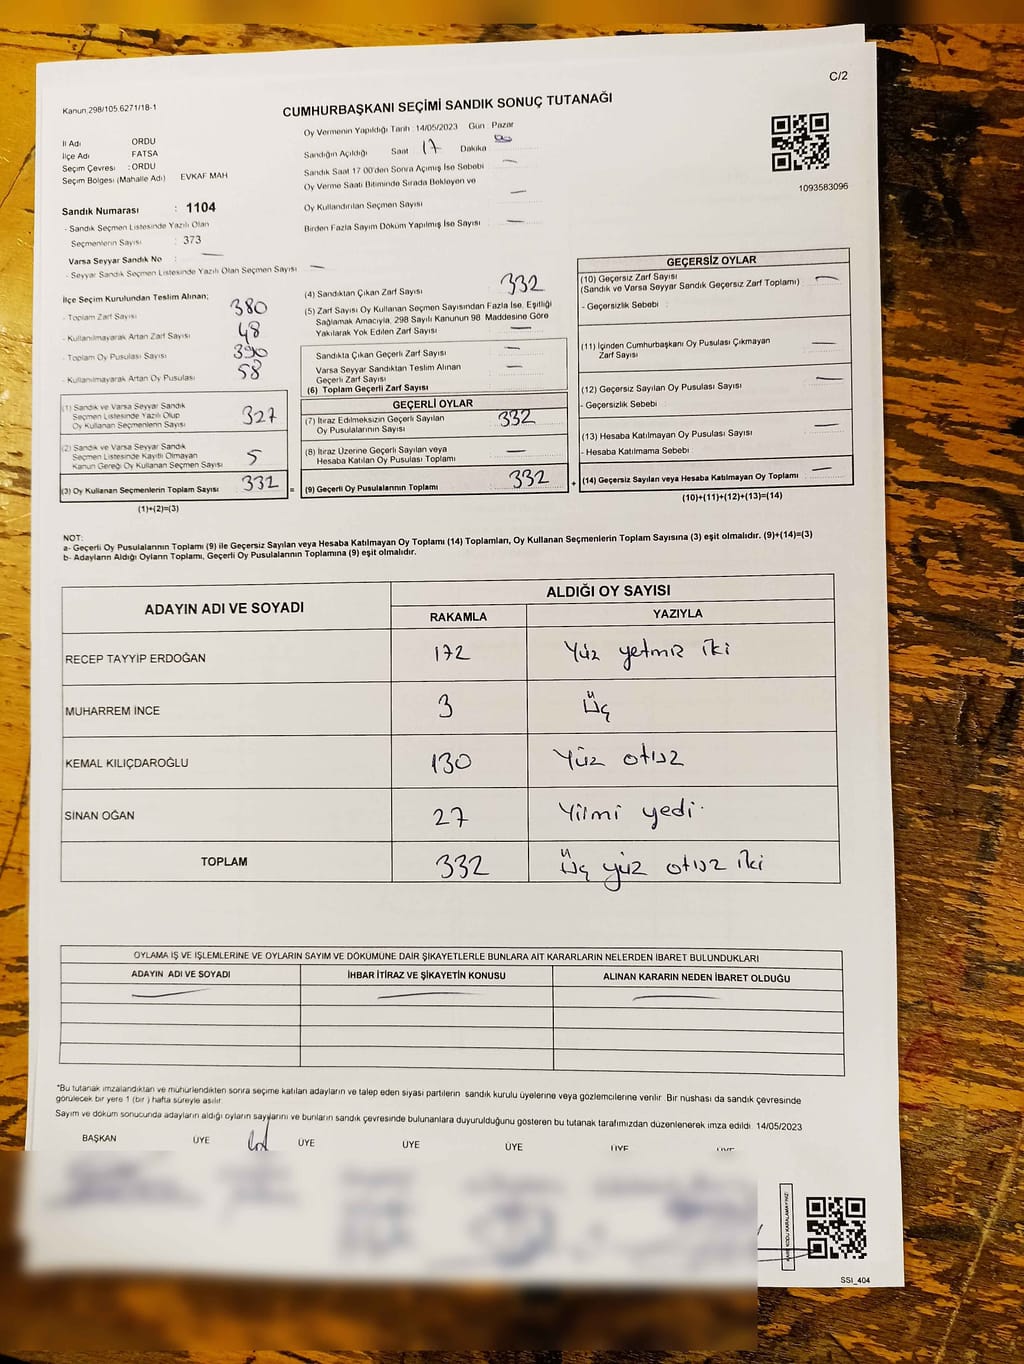 C/2
Kanun:298/105,6271/18-1
CUMHURBAŞKANI SEÇİMİ SANDIK SONUÇ TUTANAĞI
İl Adı ORDU
İlçe Adı FATSA
Seçim Çevresi : ORDU
Seçim Bölgesi (Mahalle Adı) EVKAF MAH
Sandık Numarası : 1104
- Sandık Seçmen Listesinde Yazılı Olan
Seçmenlerin Sayısı : 373
Varsa Seyyar Sandık No :
- Seyyar Sandık Seçmen Listesinde Yazılı Olan Seçmen Sayısı
Oy Vermenin Yapıldığı Tarih : 14/05/2023 Gün : Pazar
Sandığın Açıldığı Saat 17 Dakika
Sandık Saat 17 00'den Sonra Açımış İse Sebebi
Oy Verme Saati Bitiminde Sırada Bekleyen ve
Oy Kullandırılan Seçmen Sayısı
Birden Fazla Sayım Döküm Yapılmış İse Sayısı
1093583096
İlçe Seçim Kurulundan Teslim Alınan;
- Toplam Zarf Sayısı 380
- Kullanılmayarak Artan Zarf Sayısı 48
- Toplam Oy Pusulası Sayısı 390
- Kullanılmayarak Artan Oy Pusulası 58
(1) Sandık ve Varsa Seyyar Sandık
Seçmen Listesinde Yazılı Olup
Oy Kullanan Seçmenlerin Sayısı 327
(2) Sandık ve Varsa Seyyar Sandık
Seçmen Listesinde Kayıtlı Olmayan
Kanun Gereği Oy Kullanan Seçmen Sayısı 5
(3) Oy Kullanan Seçmenlerin Toplam Sayısı 332 =
(1)+(2)=(3)
(4) Sandıktan Çıkan Zarf Sayısı 332
(5) Zarf Sayısı Oy Kullanan Seçmen Sayısından Fazla İse, Eşitliği
Sağlamak Amacıyla, 298 Sayılı Kanunun 98. Maddesine Göre
Yakılarak Yok Edilen Zarf Sayısı
Sandıkta Çıkan Geçerli Zarf Sayısı
Varsa Seyyar Sandıktan Teslim Alınan
Geçerli Zarf Sayısı
(6) Toplam Geçerli Zarf Sayısı
GEÇERLİ OYLAR
(7) İtiraz Edilmeksizin Geçerli Sayılan
Oy Pusulalarının Sayısı 332
(8) İtiraz Üzerine Geçerli Sayılan veya
Hesaba Katılan Oy Pusulası Toplamı
(9) Geçerli Oy Pusulalarının Toplamı 332 +
GEÇERSİZ OYLAR
(10) Geçersiz Zarf Sayısı
(Sandık ve Varsa Seyyar Sandık Geçersiz Zarf Toplamı)
- Geçersizlik Sebebi :
(11) İçinden Cumhurbaşkanı Oy Pusulası Çıkmayan
Zarf Sayısı
(12) Geçersiz Sayılan Oy Pusulası Sayısı
- Geçersizlik Sebebi
(13) Hesaba Katılmayan Oy Pusulası Sayısı
- Hesaba Katılmama Sebebi
(14) Geçersiz Sayılan veya Hesaba Katılmayan Oy Toplamı
(10)+(11)+(12)+(13)=(14)
NOT:
a- Geçerli Oy Pusulalarının Toplamı (9) ile Geçersiz Sayılan veya Hesaba Katılmayan Oy Toplamı (14) Toplamları, Oy Kullanan Seçmenlerin Toplam Sayısına (3) eşit olmalıdır. (9)+(14)=(3)
b- Adayların Aldığı Oyların Toplamı, Geçerli Oy Pusulalarının Toplamına (9) eşit olmalıdır.
ADAYIN ADI VE SOYADI
ALDIĞI OY SAYISI
RAKAMLA YAZIYLA
RECEP TAYYİP ERDOĞAN 172 Yüz yetmiş iki
MUHARREM İNCE 3 Üç
KEMAL KILIÇDAROĞLU 130 Yüz otuz
SİNAN OĞAN 27 Yirmi yedi
TOPLAM 332 Üç yüz otuz iki
OYLAMA İŞ VE İŞLEMLERİNE VE OYLARIN SAYIM VE DÖKÜMÜNE DAİR ŞİKAYETLERLE BUNLARA AİT KARARLARIN NELERDEN İBARET BULUNDUKLARI
ADAYIN ADI VE SOYADI İHBAR İTİRAZ VE ŞİKAYETİN KONUSU ALINAN KARARIN NEDEN İBARET OLDUĞU
*Bu tutanak imzalandıktan ve mühürlendikten sonra seçime katılan adayların ve talep eden siyasi partilerin sandık kurulu üyelerine veya gözlemcilerine verilir. Bir nüshası da sandık çevresinde
görülecek bir yere 1 (bir) hafta süreyle asılır.
Sayım ve döküm sonucunda adayların aldığı oyların sayılarını ve bunların sandık çevresinde bulunanlara duyurulduğunu gösteren bu tutanak tarafımızdan düzenlenerek imza edildi. 14/05/2023
BAŞKAN ÜYE ÜYE ÜYE ÜYE ÜYE ÜYE
SSI_404